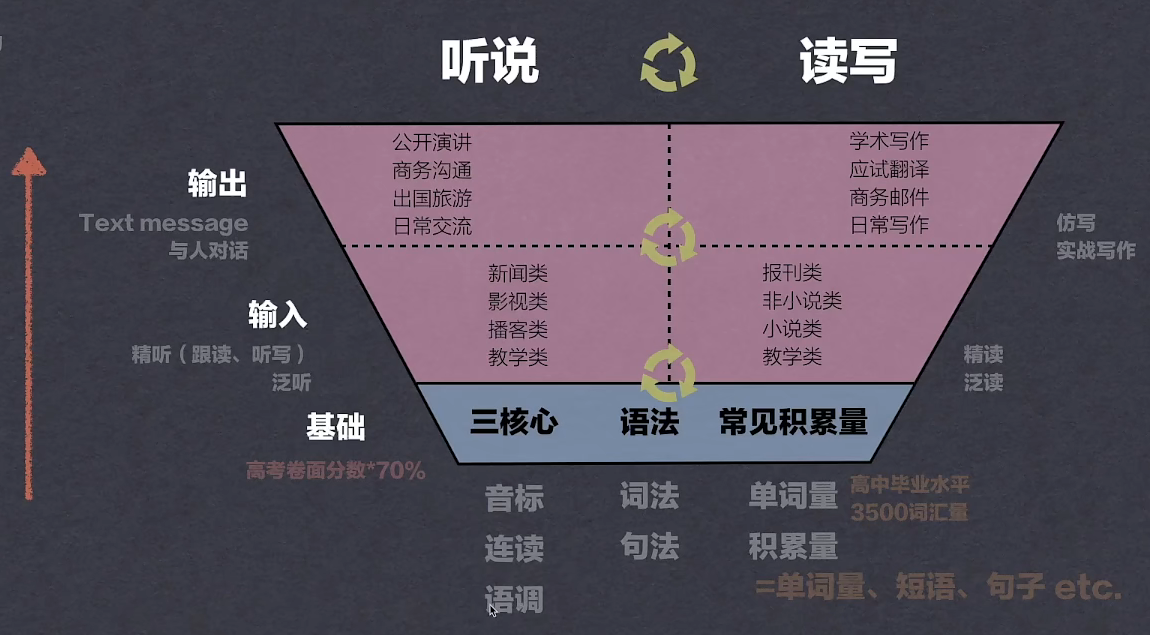 听说
读写
公开演讲
商务沟通
出国旅游
日常交流
学术写作
应试翻译
商务邮件
日常写作
输出
Text message
与人对话
仿写
实战写作
新闻类
影视类
播客类
教学类
报刊类
非小说类
小说类
教学类
输入
精听（跟读、听写）
泛听
精读
泛读
基础
三核心
语法
常见积累量
高考卷面分数*70%
音标
词法
单词量
高中毕业水平
3500词汇量
连读
句法
积累量
=单词量、短语、句子 etc.
语调